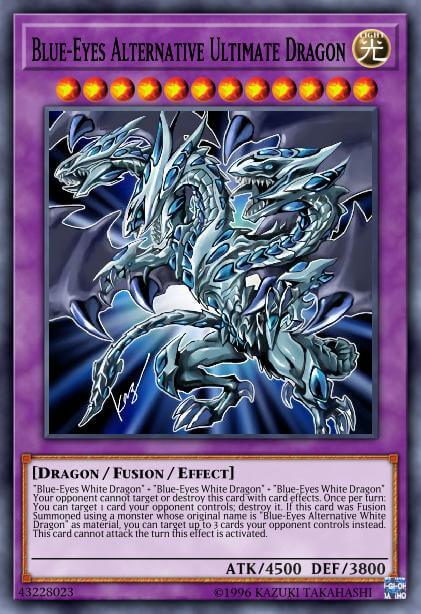 Blue-Eyes Alternative Ultimate Dragon
LIGHT
光
[Dragon / Fusion / Effect]
"Blue-Eyes White Dragon" + "Blue-Eyes White Dragon" + "Blue-Eyes White Dragon"
Your opponent cannot target or destroy this card with card effects. Once per turn:
You can target 1 card your opponent controls; destroy it. If this card was Fusion
Summoned using a monster whose original name is "Blue-Eyes Alternative White
Dragon" as material, you can target up to 3 cards your opponent controls instead.
This card cannot attack the turn this effect is activated.
ATK/4500 DEF/3800
43228023
©1996 KAZUKI TAKAHASHI